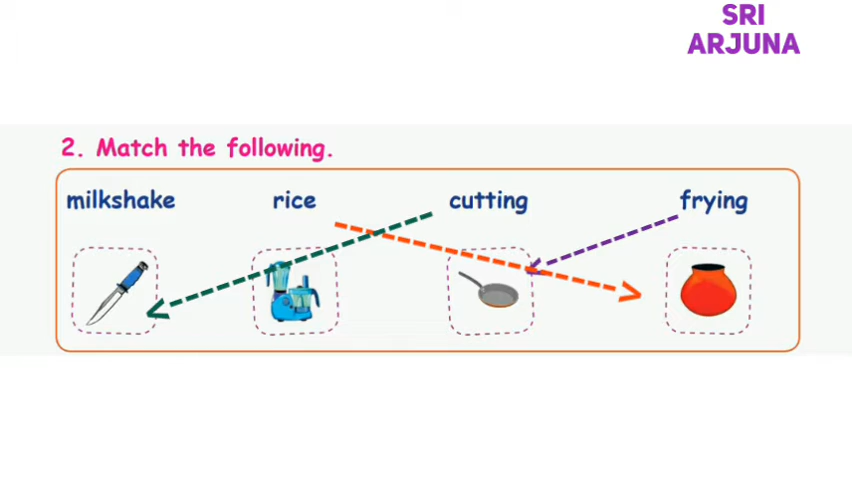 SRI
ARJUNA
2. Match the following.
milkshake rice cutting frying